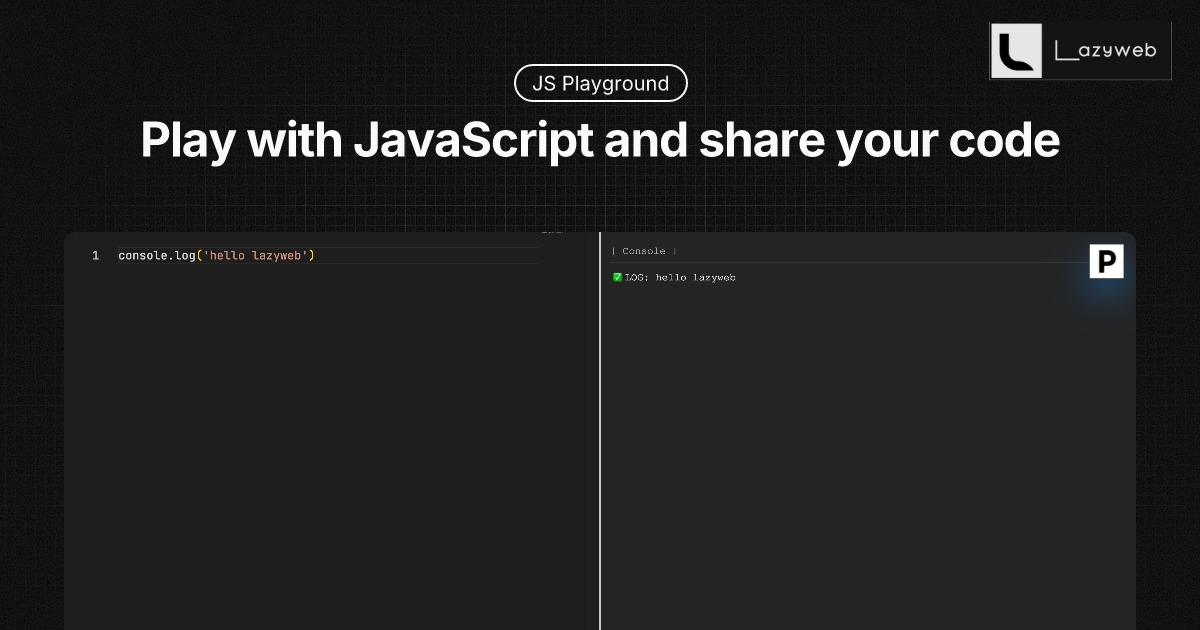 Lazyweb
JS Playground
Play with JavaScript and share your code
1 console.log('hello lazyweb')
| Console |
✅ LOG: hello lazyweb
P